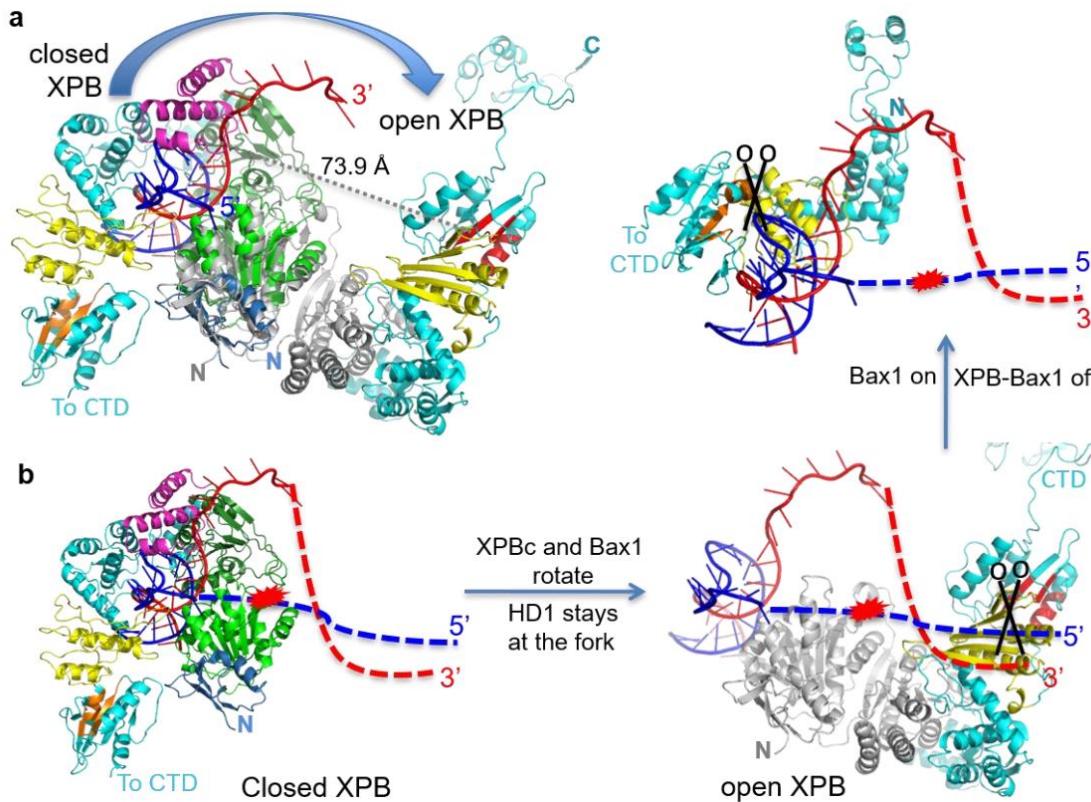 a
closed
XPB
3'
open XPB
C
73.9 Å
5'
N
N
To CTD
N
To
CTD
5
'
3
Bax1 on
XPB-Bax1 of
b
5'
3'
N
To CTD
Closed XPB
XPBc and Bax1
rotate
HD1 stays
at the fork
CTD
5'
3'
N
open XPB